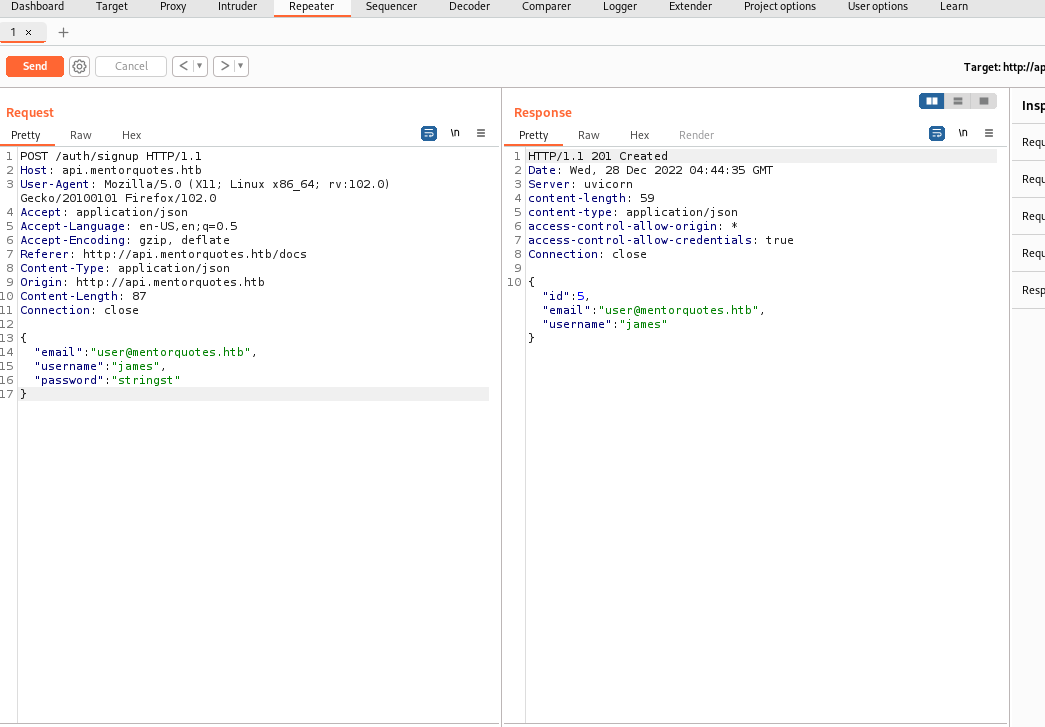 Dashboard Target Proxy Intruder Repeater Sequencer Decoder Comparer Logger Extender Project options User options Learn
1 × +
Send Cancel < ▼ > ▼ Target: http://ap
Request
Pretty Raw Hex \n ≡
1 POST /auth/signup HTTP/1.1
2 Host: api.mentorquotes.htb
3 User-Agent: Mozilla/5.0 (X11; Linux x86_64; rv:102.0)
Gecko/20100101 Firefox/102.0
4 Accept: application/json
5 Accept-Language: en-US,en;q=0.5
6 Accept-Encoding: gzip, deflate
7 Referer: http://api.mentorquotes.htb/docs
8 Content-Type: application/json
9 Origin: http://api.mentorquotes.htb
10 Content-Length: 87
11 Connection: close
12
13 {
14 "email":"user@mentorquotes.htb",
15 "username":"james",
16 "password":"stringst"
17 }
Response
Pretty Raw Hex Render \n ≡
1 HTTP/1.1 201 Created
2 Date: Wed, 28 Dec 2022 04:44:35 GMT
3 Server: uvicorn
4 content-length: 59
5 content-type: application/json
6 access-control-allow-origin: *
7 access-control-allow-credentials: true
8 Connection: close
9
10 {
"id":5,
"email":"user@mentorquotes.htb",
"username":"james"
}
Insp
Requ
Requ
Requ
Requ
Resp